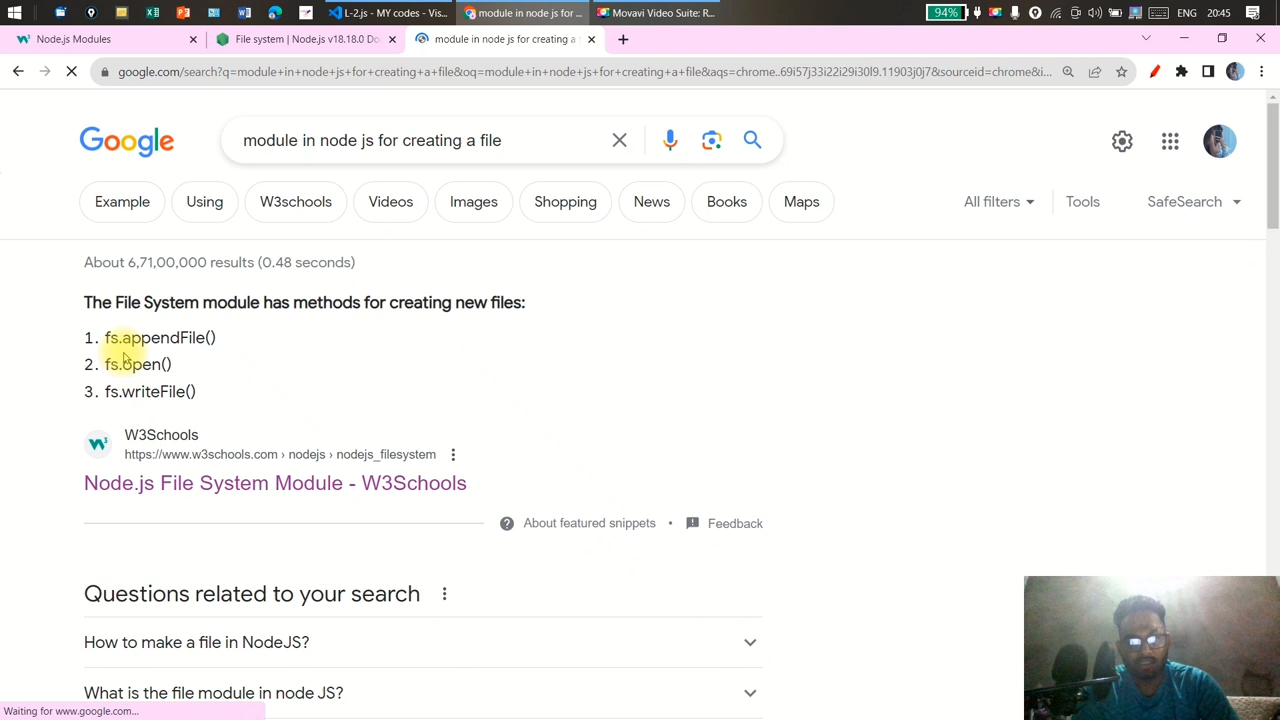 94%
L-2.js - MY codes - Vis...
module in node js for ...
Movavi Video Suite: R...
ENG
20:45
Node.js Modules
File system | Node.js v18.18.0 Do
module in node js for creating a
google.com/search?q=module+in+node+js+for+creating+a+file&oq=module+in+node+js+for+creating+a+file&aqs=chrome..69i57j33i22i29i30l9.11903j0j7&sourceid=chrome&i...
Google
module in node js for creating a file
Example
Using
W3schools
Videos
Images
Shopping
News
Books
Maps
All filters
Tools
SafeSearch
About 6,71,00,000 results (0.48 seconds)
The File System module has methods for creating new files:
1. fs.appendFile()
2. fs.open()
3. fs.writeFile()
W3Schools
https://www.w3schools.com › nodejs › nodejs_filesystem
Node.js File System Module - W3Schools
About featured snippets • Feedback
Questions related to your search
How to make a file in NodeJS?
What is the file module in node JS?
Waiting for www.google.com...